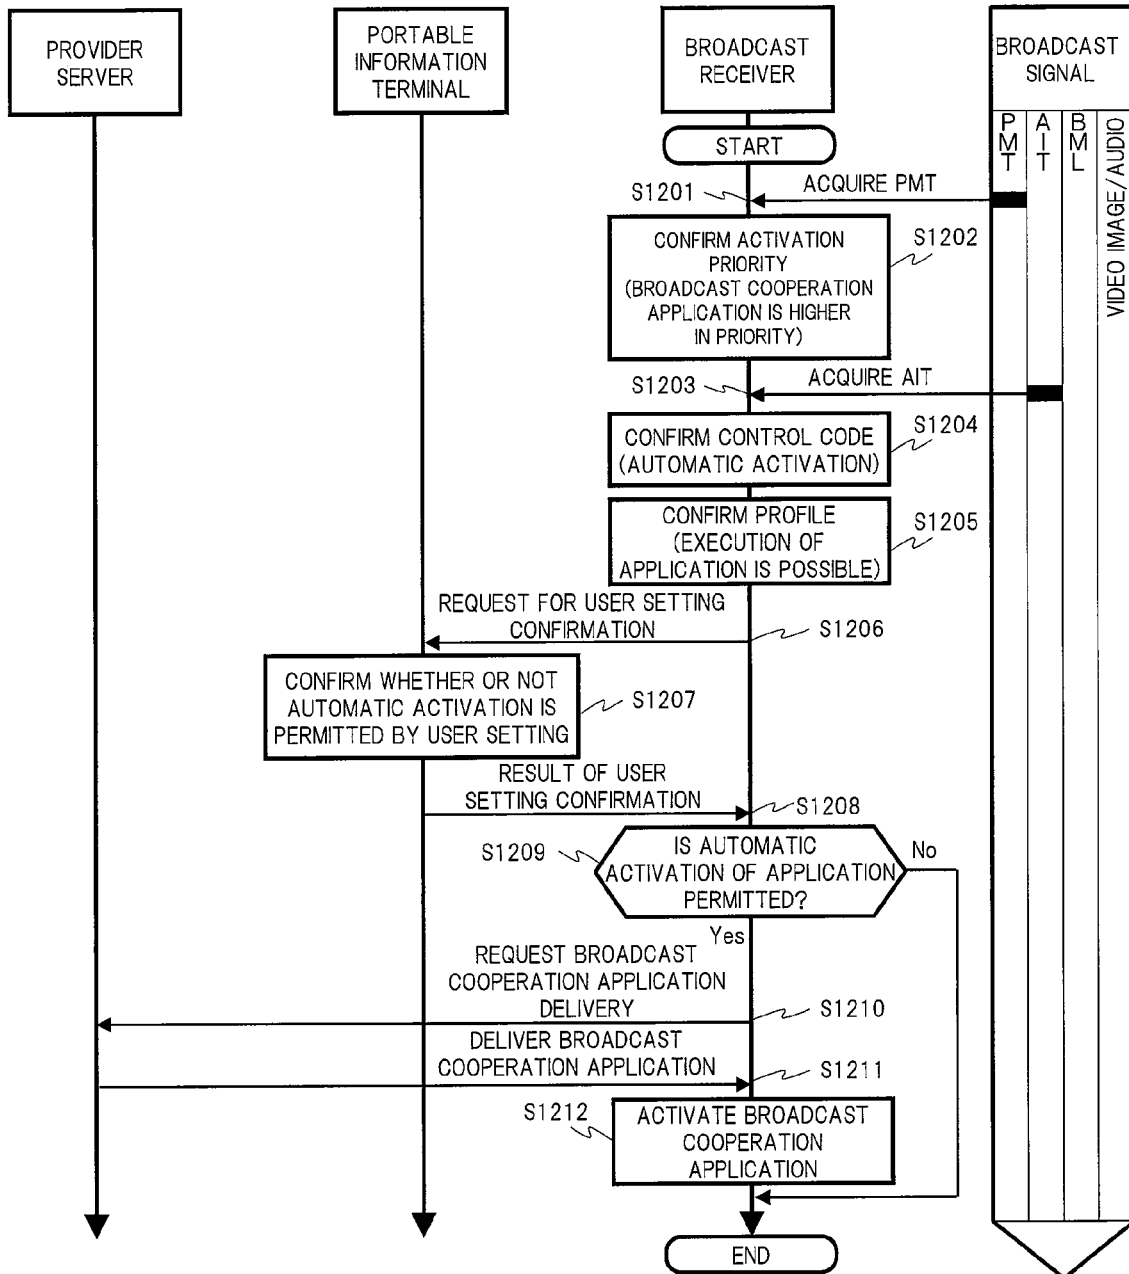 PROVIDER
SERVER
PORTABLE
INFORMATION
TERMINAL
BROADCAST
RECEIVER
BROADCAST
SIGNAL
PMT
AIT
BML
VIDEO IMAGE/AUDIO
START
S1201
ACQUIRE PMT
CONFIRM ACTIVATION
PRIORITY
(BROADCAST COOPERATION
APPLICATION IS HIGHER
IN PRIORITY)
S1202
S1203
ACQUIRE AIT
CONFIRM CONTROL CODE
(AUTOMATIC ACTIVATION)
S1204
CONFIRM PROFILE
(EXECUTION OF
APPLICATION IS POSSIBLE)
S1205
REQUEST FOR USER SETTING
CONFIRMATION
S1206
CONFIRM WHETHER OR NOT
AUTOMATIC ACTIVATION IS
PERMITTED BY USER SETTING
S1207
RESULT OF USER
SETTING CONFIRMATION
S1208
S1209
IS AUTOMATIC
ACTIVATION OF APPLICATION
PERMITTED?
No
Yes
REQUEST BROADCAST
COOPERATION APPLICATION
DELIVERY
S1210
DELIVER BROADCAST
COOPERATION APPLICATION
S1211
S1212
ACTIVATE BROADCAST
COOPERATION
APPLICATION
END